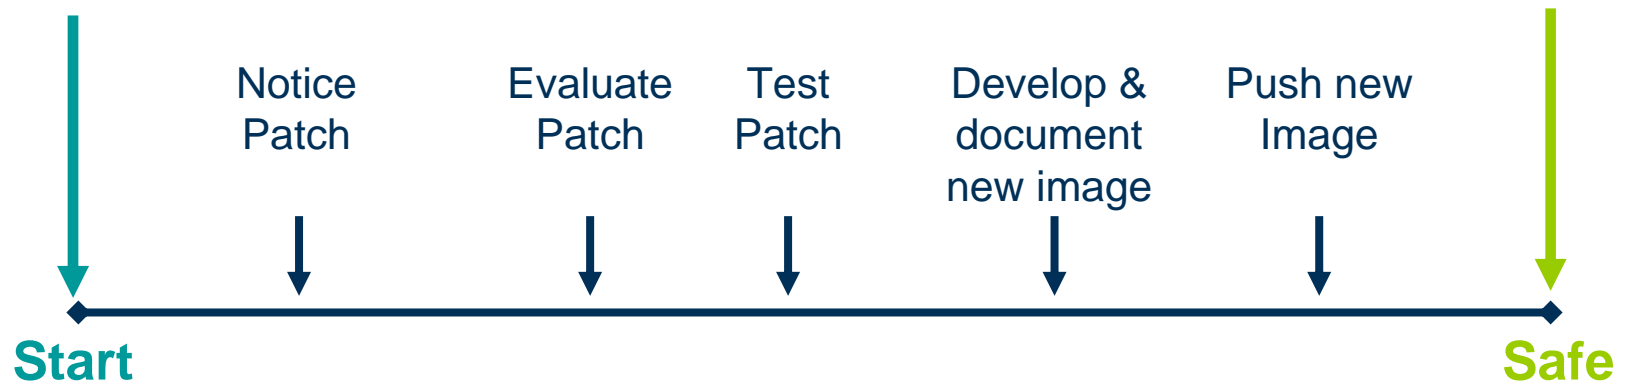 Notice
Patch
Evaluate
Patch
Test
Patch
Develop &
document
new image
Push new
Image
Start
Safe